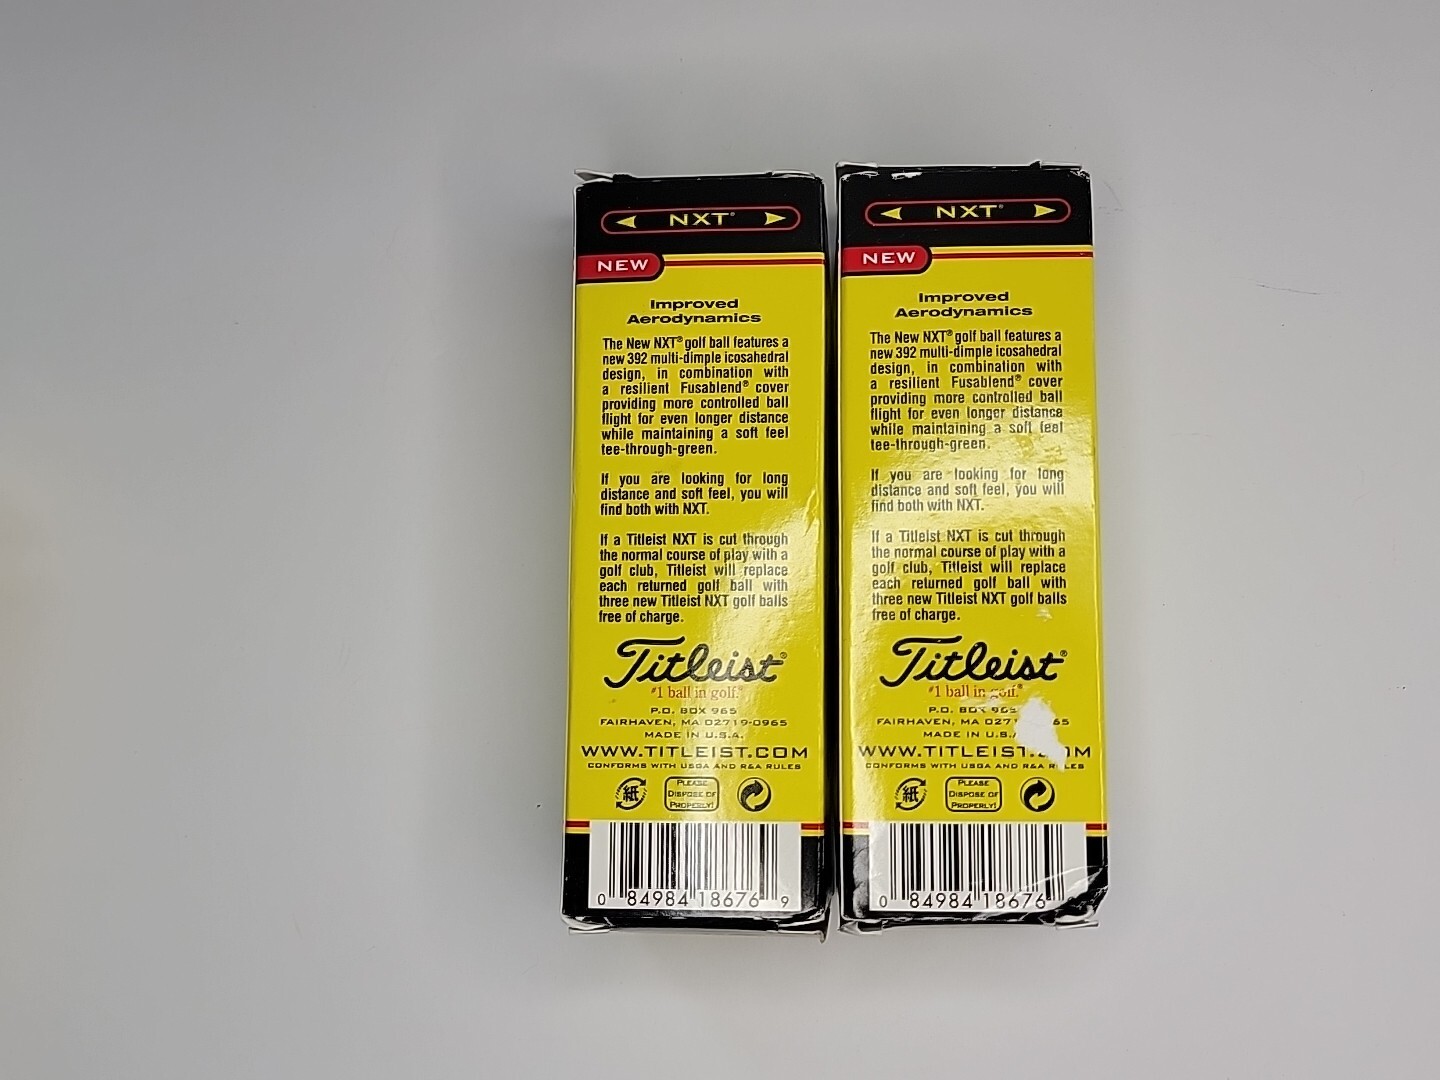 NXT®
NEW
Improved
Aerodynamics
The New NXT® golf ball features a
new 392 multi-dimple icosahedral
design, in combination with
a resilient Fusablend® cover
providing more controlled ball
flight for even longer distance
while maintaining a soft feel
tee-through-green.
If you are looking for long
distance and soft feel, you will
find both with NXT.
If a Titleist NXT is cut through
the normal course of play with a
golf club, Titleist will replace
each returned golf ball with
three new Titleist NXT golf balls
free of charge.
Titleist®
#1 ball in golf.®
P.O. BOX 965
FAIRHAVEN, MA 02719-0965
MADE IN U.S.A.
WWW.TITLEIST.COM
CONFORMS WITH USGA AND R&A RULES
紙
PLEASE
DISPOSE OF
PROPERLY!
0 84984 18676 9
NXT®
NEW
Improved
Aerodynamics
The New NXT® golf ball features a
new 392 multi-dimple icosahedral
design, in combination with
a resilient Fusablend® cover
providing more controlled ball
flight for even longer distance
while maintaining a soft feel
tee-through-green.
If you are looking for long
distance and soft feel, you will
find both with NXT.
If a Titleist NXT is cut through
the normal course of play with a
golf club, Titleist will replace
each returned golf ball with
three new Titleist NXT golf balls
free of charge.
Titleist®
#1 ball in golf.®
P.O. BOX
FAIRHAVEN, MA
MADE IN
CONFORMS WITH USGA AND R&A
紙
PLEASE
DISPOSE OF
PROPERLY!
0 84984 18676